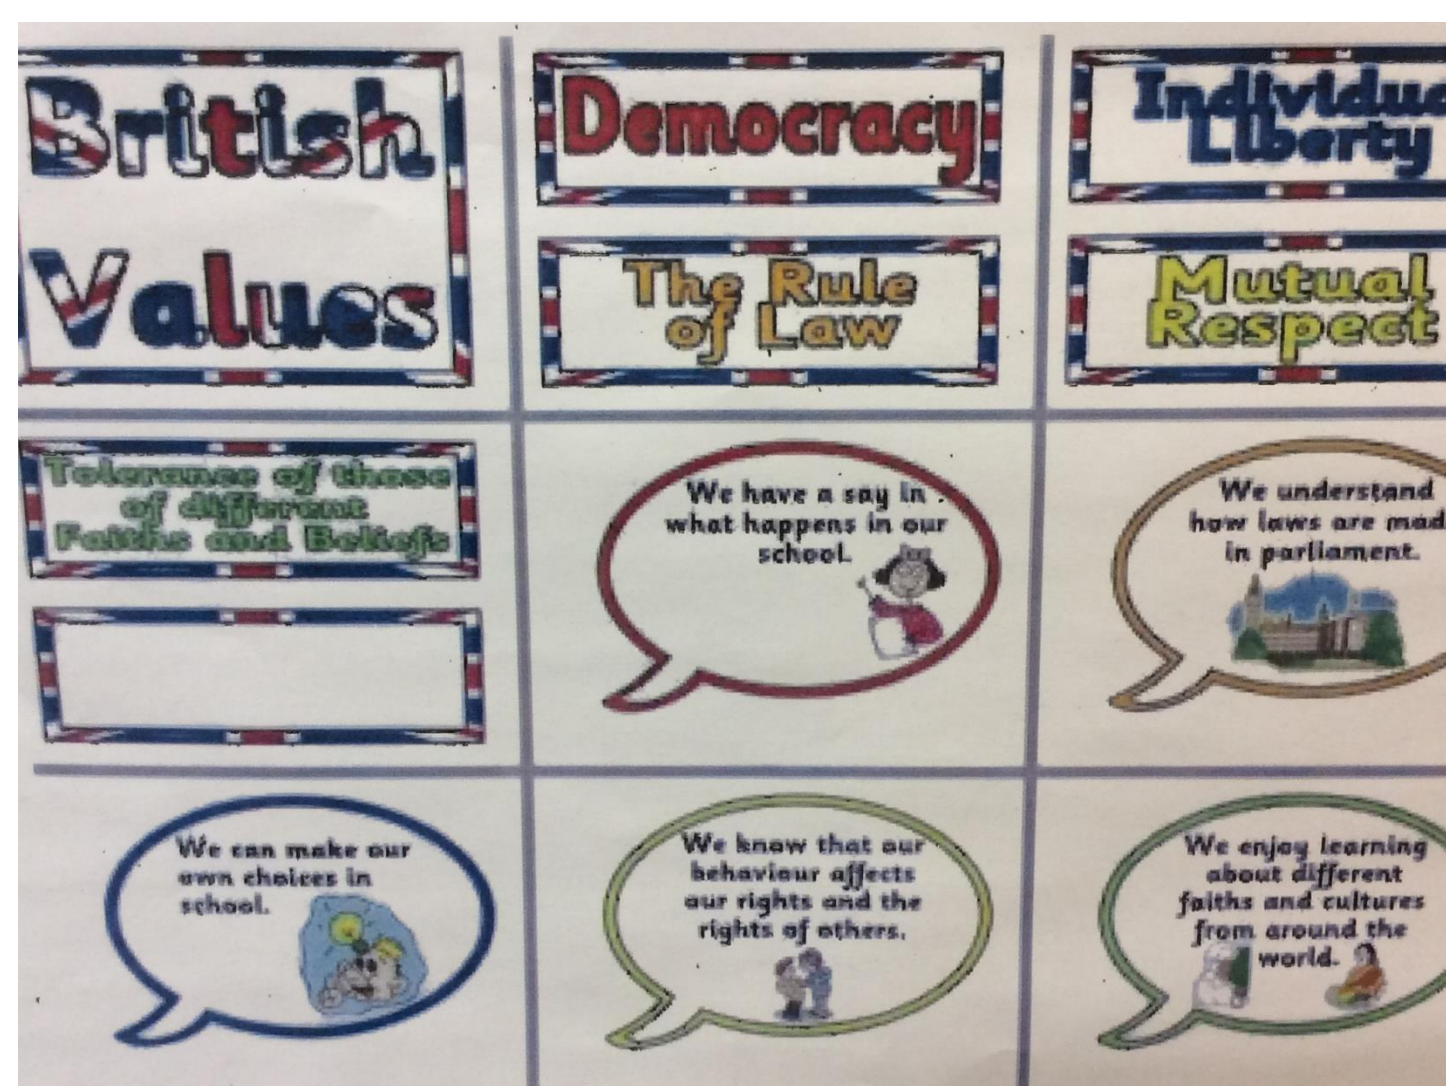 British
Values
Democracy
The Rule
of Law
Individua
Liberty
Mutual
Respect
Tolerance of those
of different
Faiths and Beliefs
We have a say in
what happens in our
school.
We understand
how laws are mad
in parliament.
We can make our
own choices in
school.
We know that our
behaviour affects
our rights and the
rights of others.
We enjoy learning
about different
faiths and cultures
from around the
world.